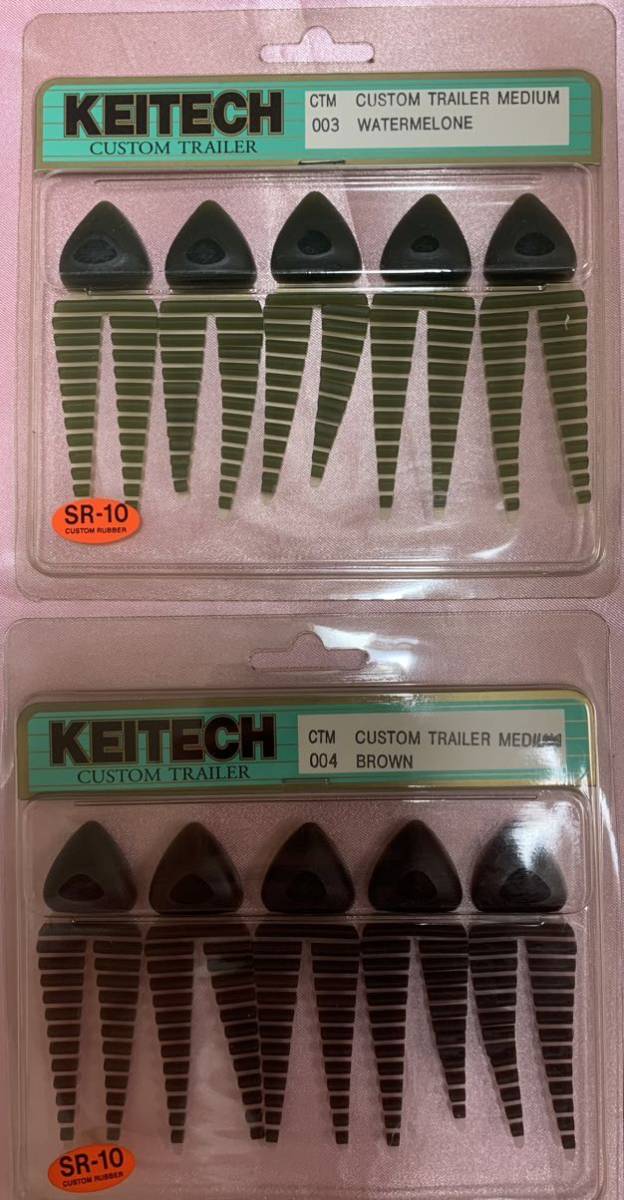 KEITECH
CUSTOM TRAILER
CTM CUSTOM TRAILER MEDIUM
003 WATERMELONE
SR-10
CUSTOM RUBBER
KEITECH
CUSTOM TRAILER
CTM CUSTOM TRAILER MEDIUM
004 BROWN
SR-10
CUSTOM RUBBER